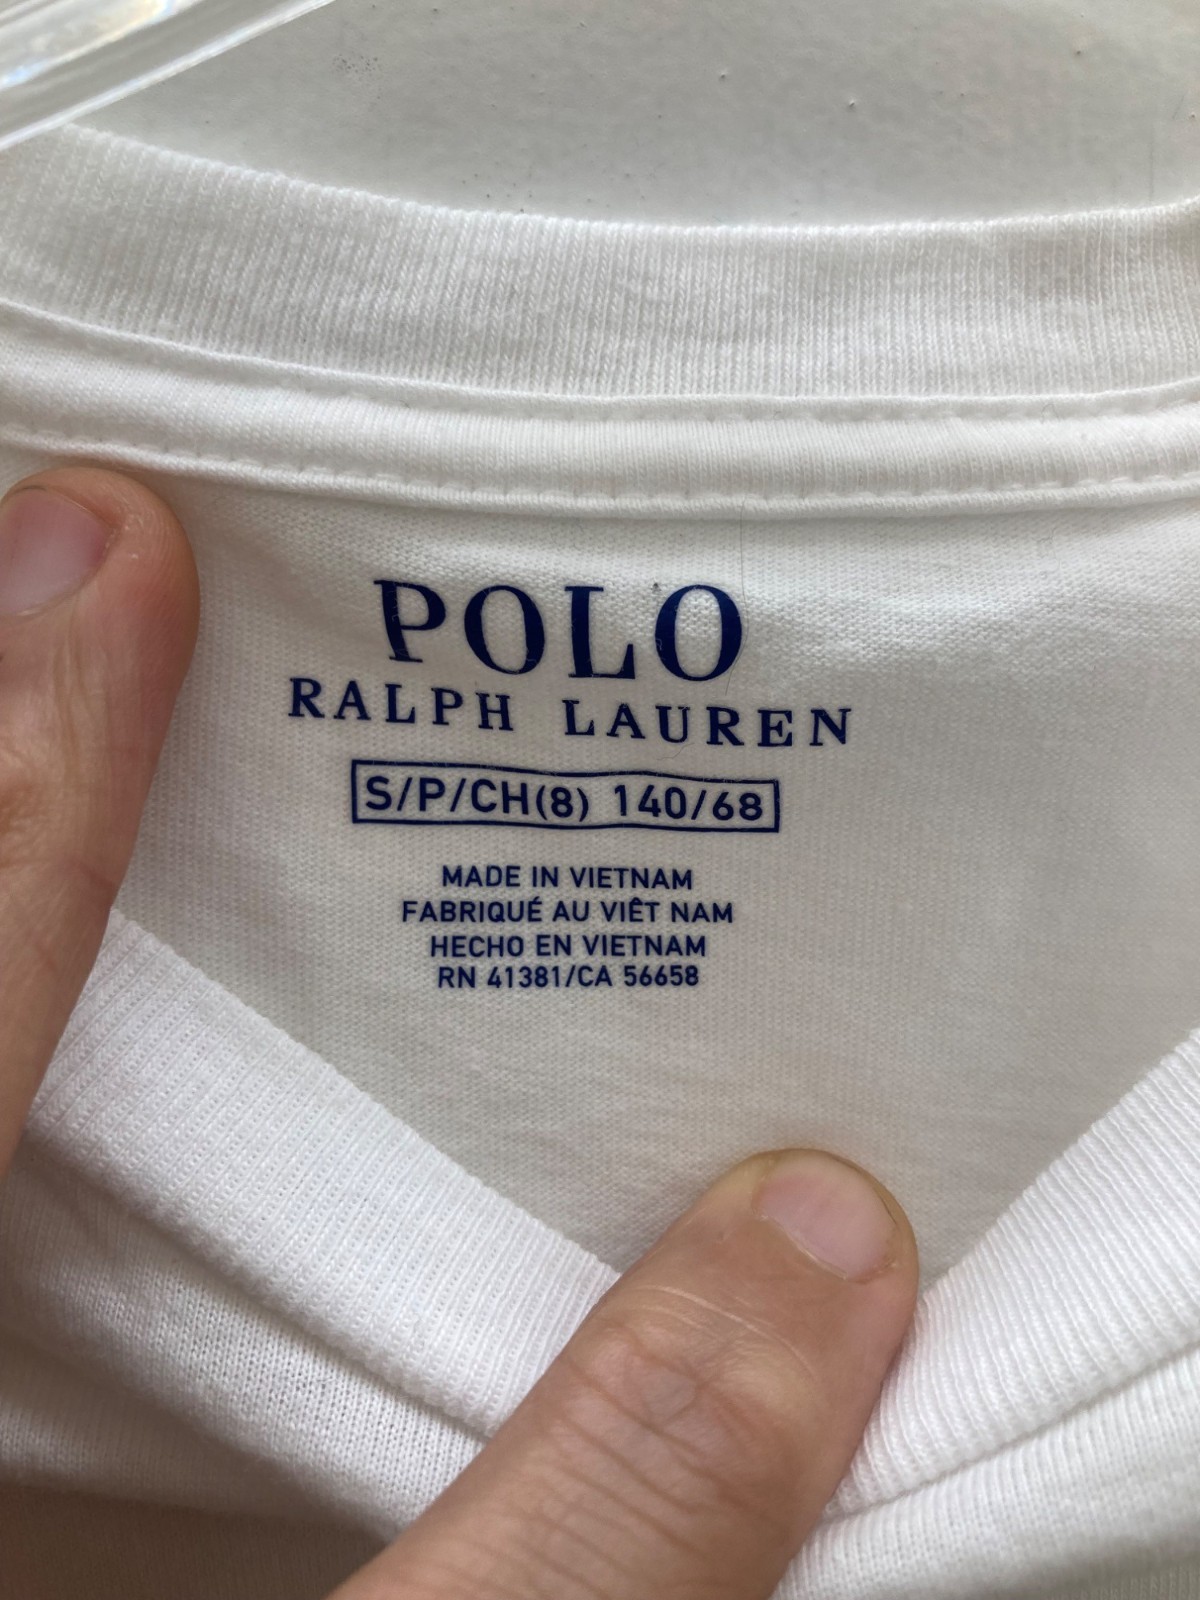 POLO
RALPH LAUREN
S/P/CH(8) 140/68
MADE IN VIETNAM
FABRIQUÉ AU VIÊT NAM
HECHO EN VIETNAM
RN 41381/CA 56658